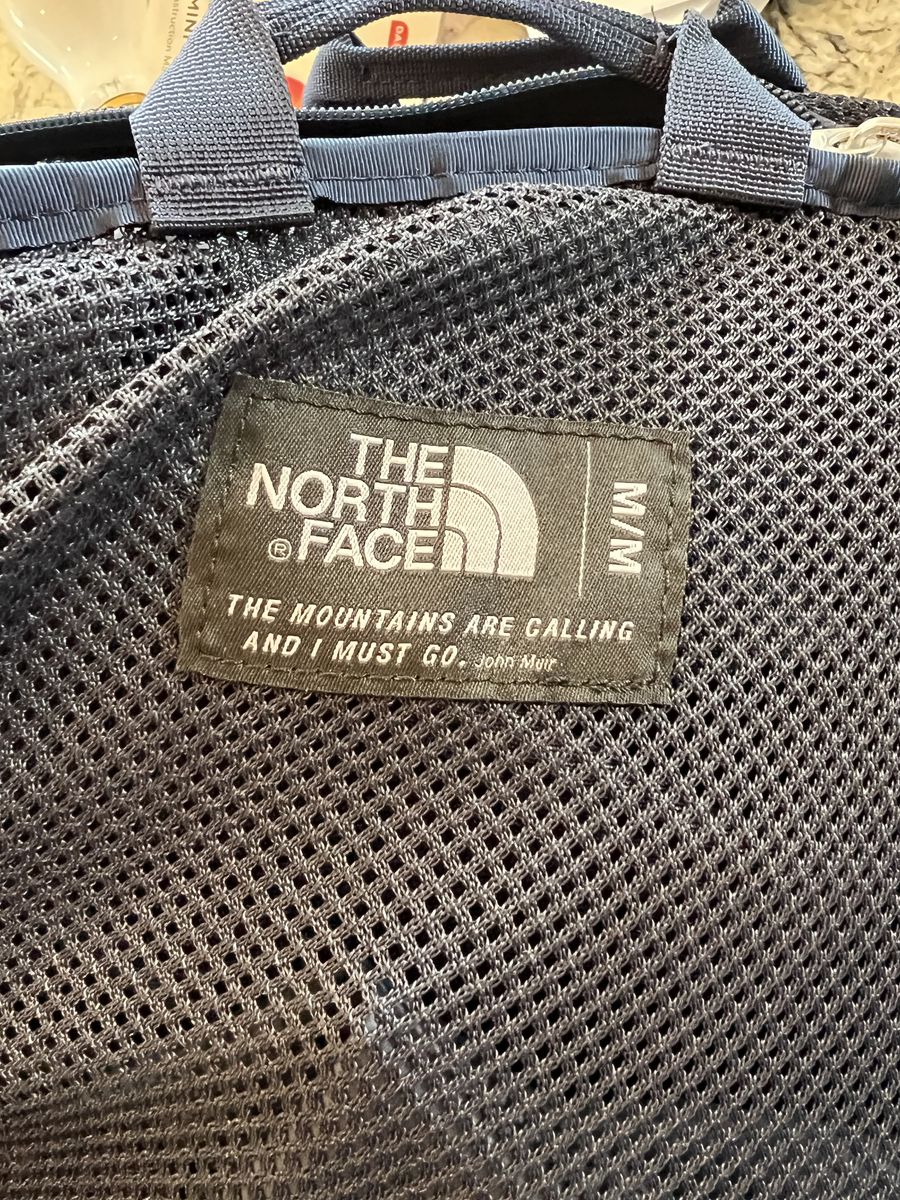 THE
NORTH
® FACE
M/M
THE MOUNTAINS ARE CALLING
AND I MUST GO. John Muir